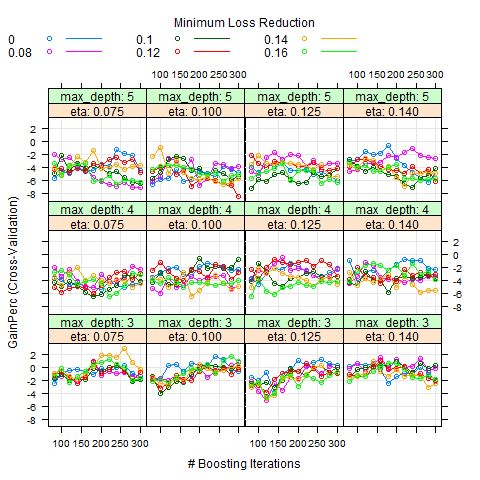 Minimum Loss Reduction
0 0.1 0.14
0.08 0.12 0.16
100 150 200 250 300 100 150 200 250 300
max_depth: 5 max_depth: 5 max_depth: 5 max_depth: 5
eta: 0.075 eta: 0.100 eta: 0.125 eta: 0.140
2
0
-2
-4
-6
-8
max_depth: 4 max_depth: 4 max_depth: 4 max_depth: 4
eta: 0.075 eta: 0.100 eta: 0.125 eta: 0.140
2
0
-2
-4
-6
-8
max_depth: 3 max_depth: 3 max_depth: 3 max_depth: 3
eta: 0.075 eta: 0.100 eta: 0.125 eta: 0.140
2
0
-2
-4
-6
-8
100 150 200 250 300 100 150 200 250 300
GainPerc (Cross-Validation)
# Boosting Iterations